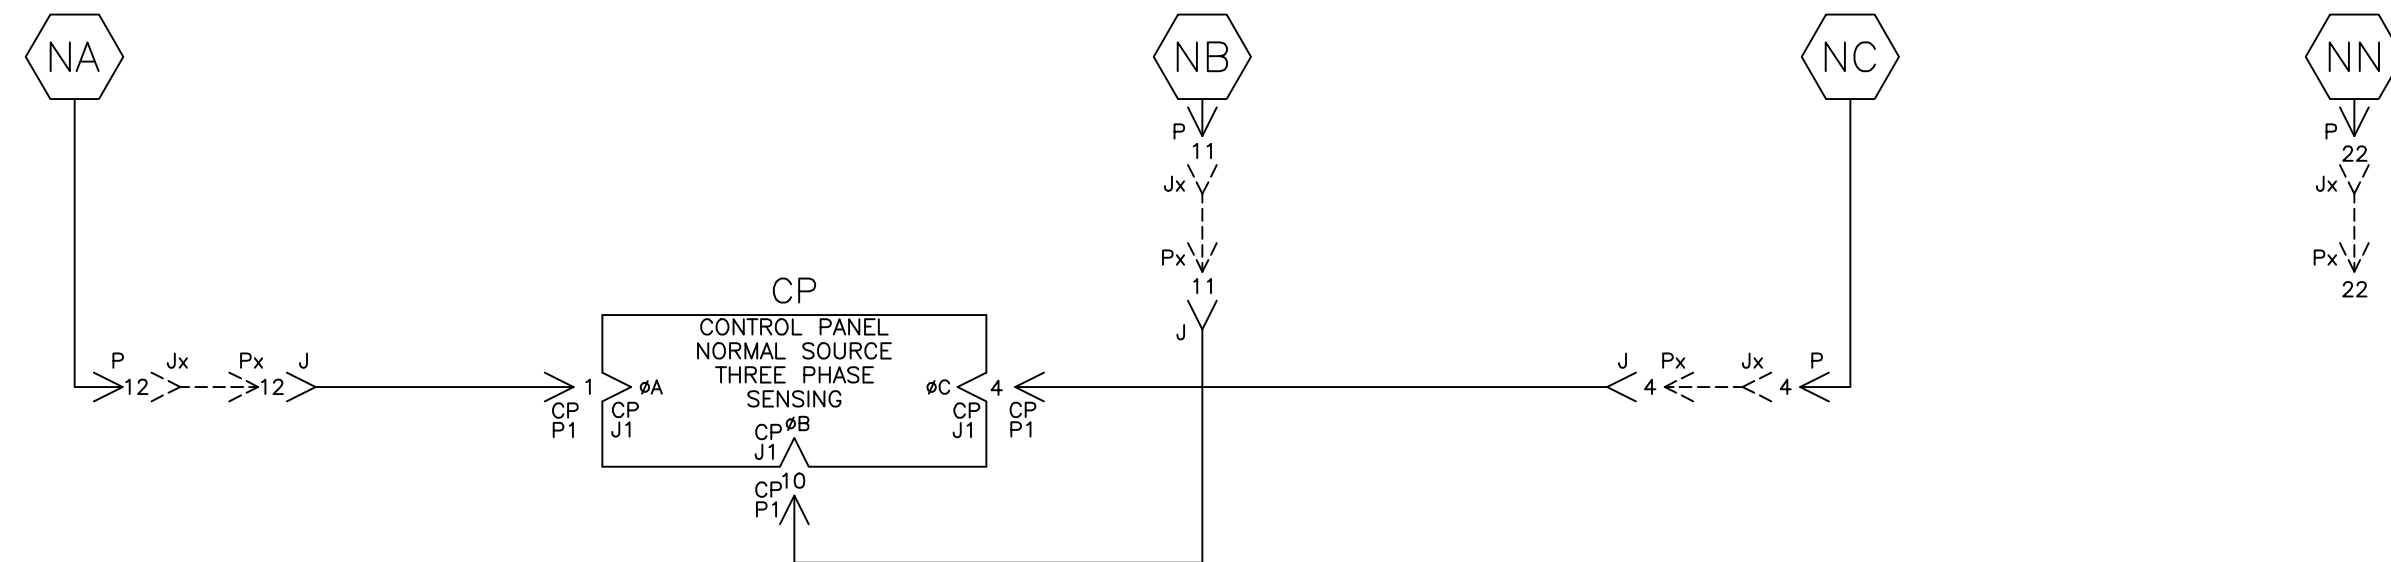 NA
NB
NC
NN
P
11
Jx
Px
11
J
P
22
Jx
Px
22
CP
CONTROL PANEL
NORMAL SOURCE
THREE PHASE
SENSING
P
12
Jx
Px
12
J
1
CP
P1
øA
CP
J1
øB
CP
J1
10
CP
P1
øC
CP
J1
4
CP
P1
J
4
Px
Jx
4
P